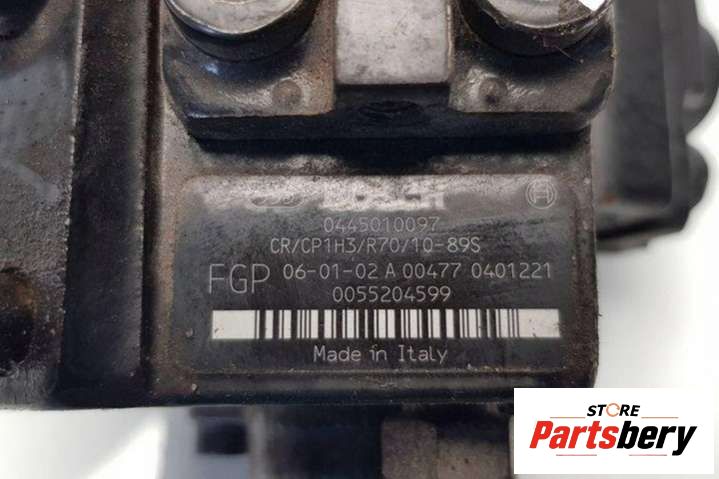 BOSCH
0445010097
CR/CP1H3/R70/10-89S
FGP 06-01-02 A 00477 0401221
0055204599
Made in Italy
STORE
Partsbery